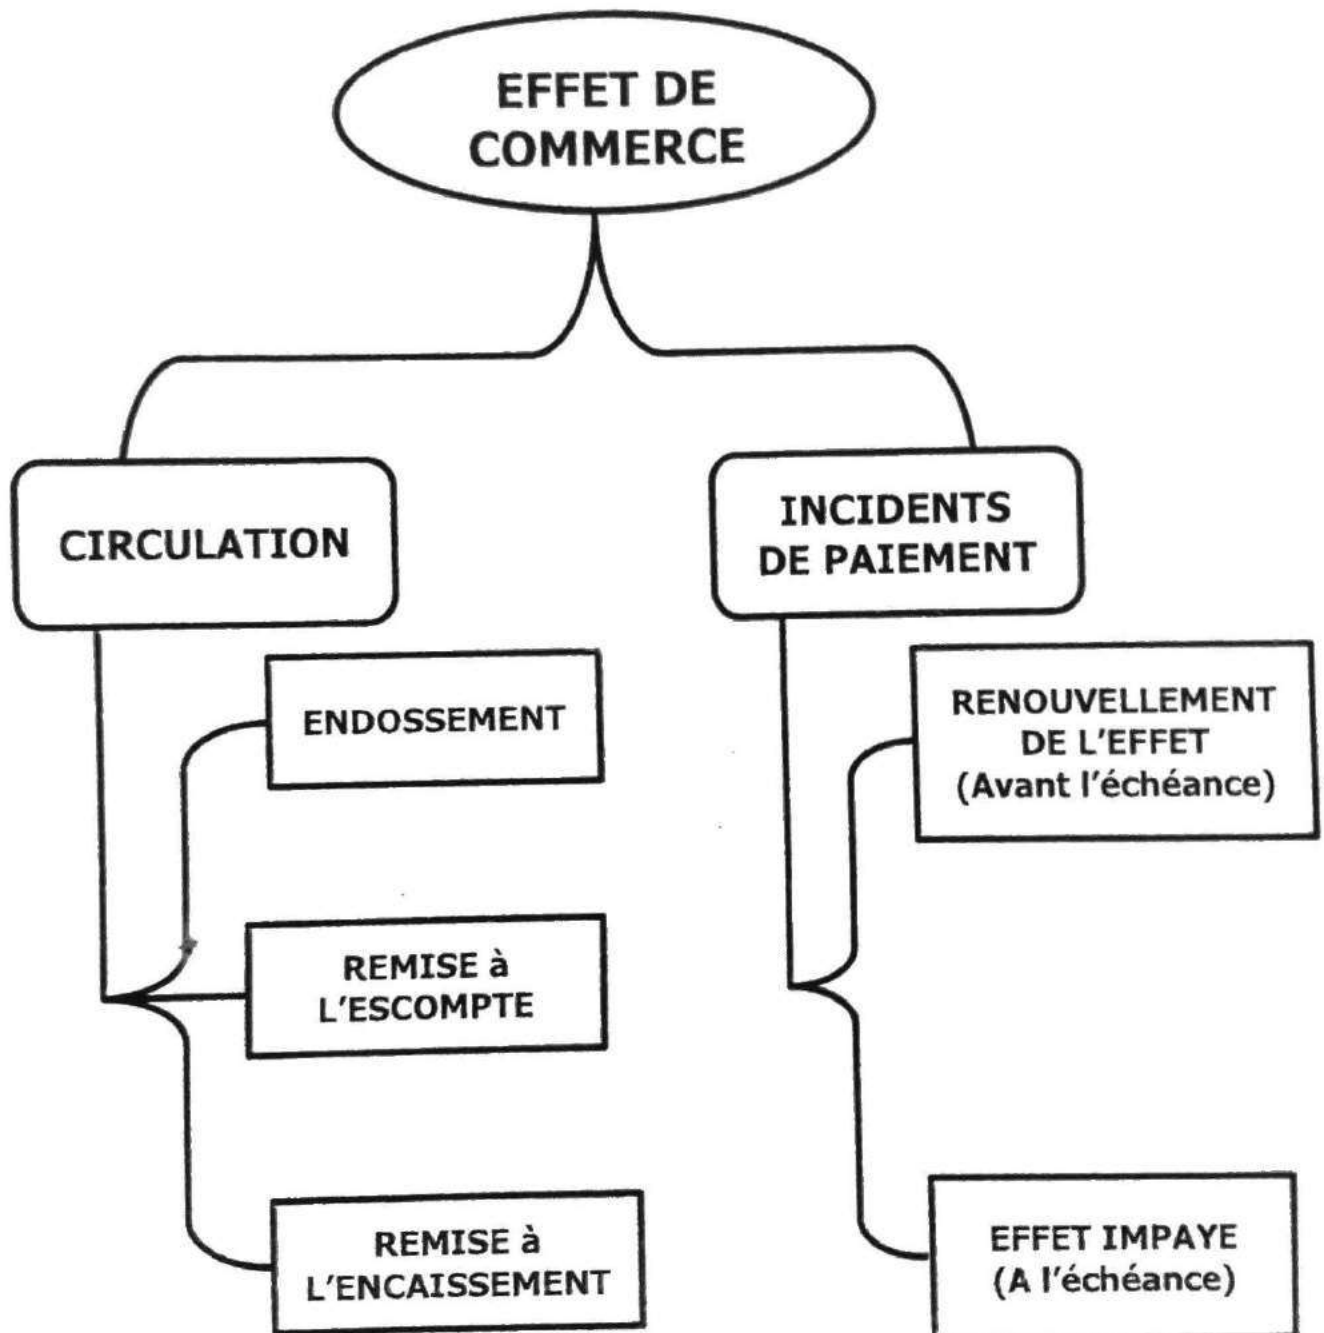 EFFET DE
COMMERCE
CIRCULATION
INCIDENTS
DE PAIEMENT
ENDOSSEMENT
REMISE à
L'ESCOMPTE
REMISE à
L'ENCAISSEMENT
RENOUVELLEMENT
DE L'EFFET
(Avant l'échéance)
EFFET IMPAYE
(A l'échéance)